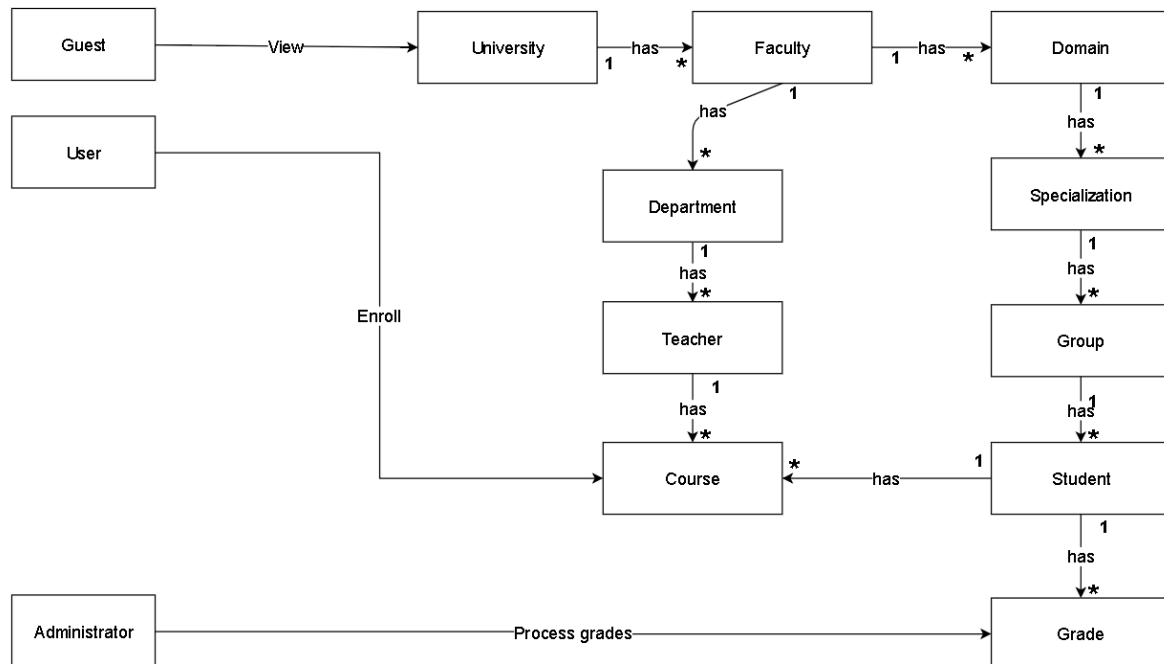 Guest
View
University
has
Faculty
has
Domain
1
*
1
*
has
1
1
has
*
User
*
Department
Specialization
1
has
*
1
has
*
Enroll
Teacher
Group
1
has
*
1
has
*
Course
*
has
1
Student
1
has
*
Administrator
Process grades
Grade